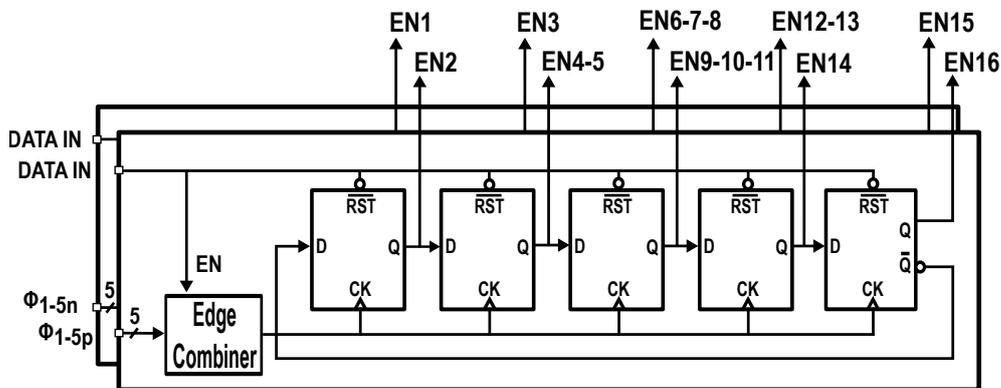 EN1 EN3 EN6-7-8 EN12-13 EN15
EN2 EN4-5 EN9-10-11 EN14 EN16
DATA IN
DATA IN
RST RST RST RST RST
Q
D Q D Q D Q D Q D
Q
EN
CK CK CK CK CK
Φ1-5n 5
Φ1-5p 5
Edge
Combiner